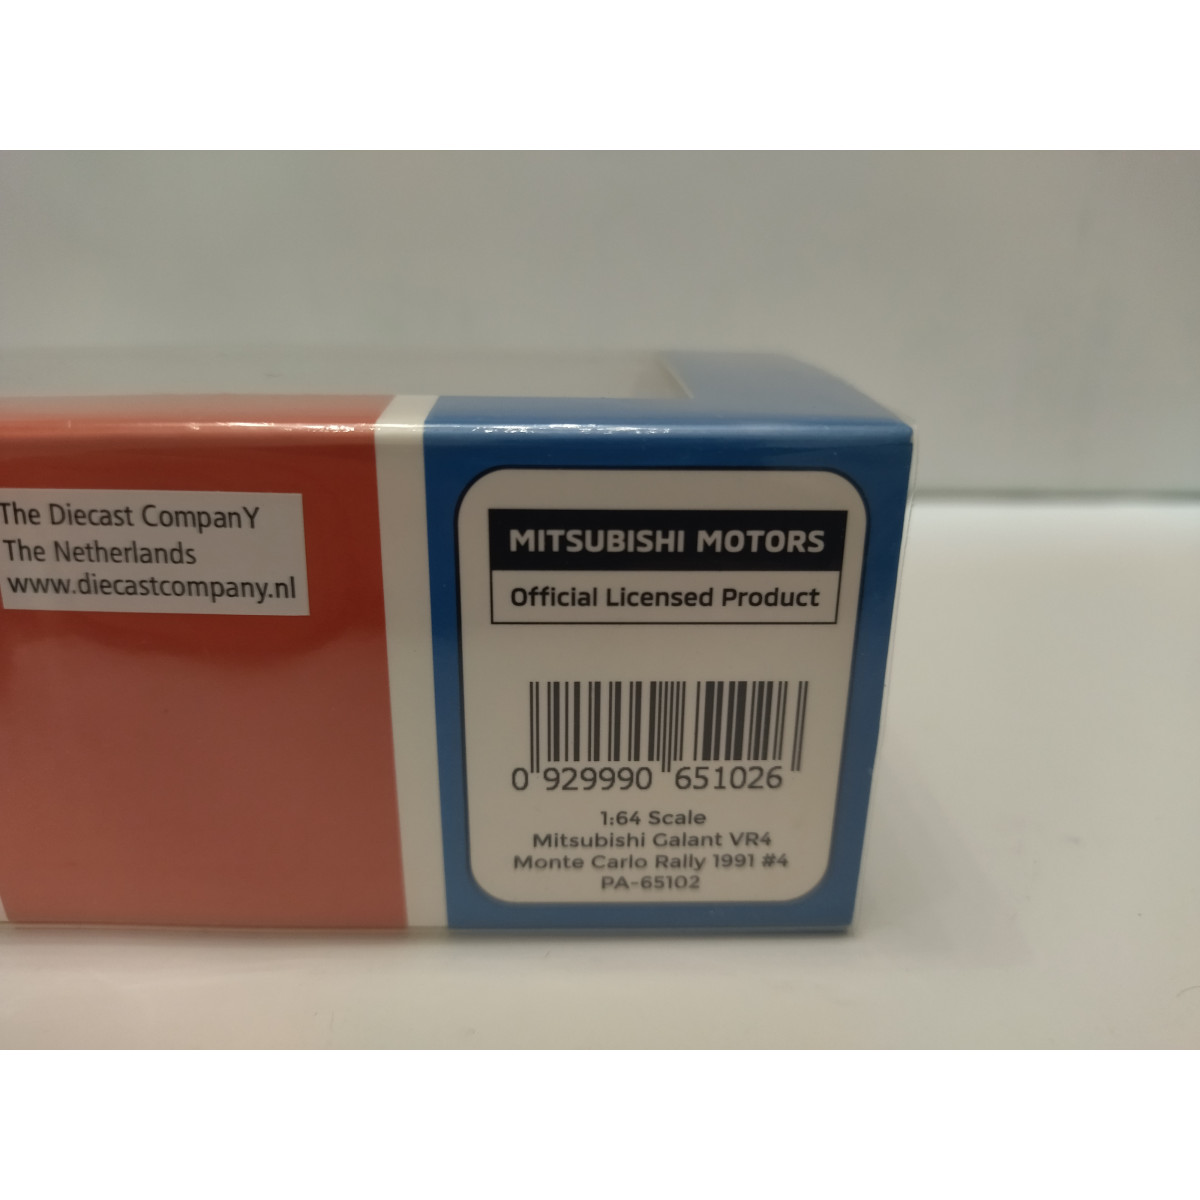 The Diecast CompanY
The Netherlands
www.diecastcompany.nl
MITSUBISHI MOTORS
Official Licensed Product
0 929990 651026
1:64 Scale
Mitsubishi Galant VR4
Monte Carlo Rally 1991 #4
PA-65102